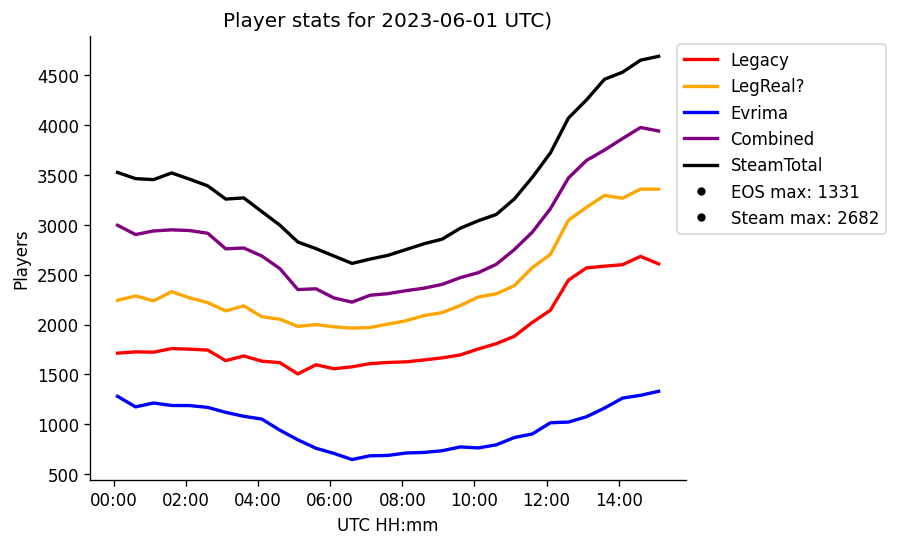 Player stats for 2023-06-01 UTC)
Legacy
LegReal?
Evrima
Combined
SteamTotal
EOS max: 1331
Steam max: 2682
Players
4500
4000
3500
3000
2500
2000
1500
1000
500
00:00 02:00 04:00 06:00 08:00 10:00 12:00 14:00
UTC HH:mm